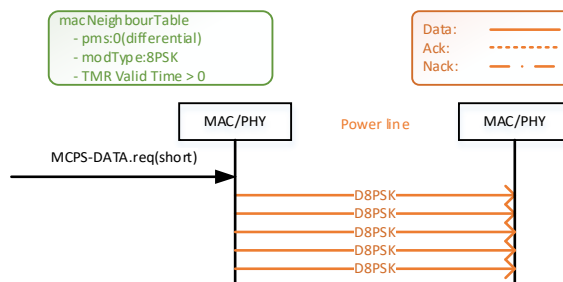 macNeighbourTable
- pms:0(differential)
- modType:8PSK
- TMR Valid Time > 0
Data:
Ack:
Nack:
MAC/PHY
Power line
MAC/PHY
MCPS-DATA.req(short)
D8PSK
D8PSK
D8PSK
D8PSK
D8PSK